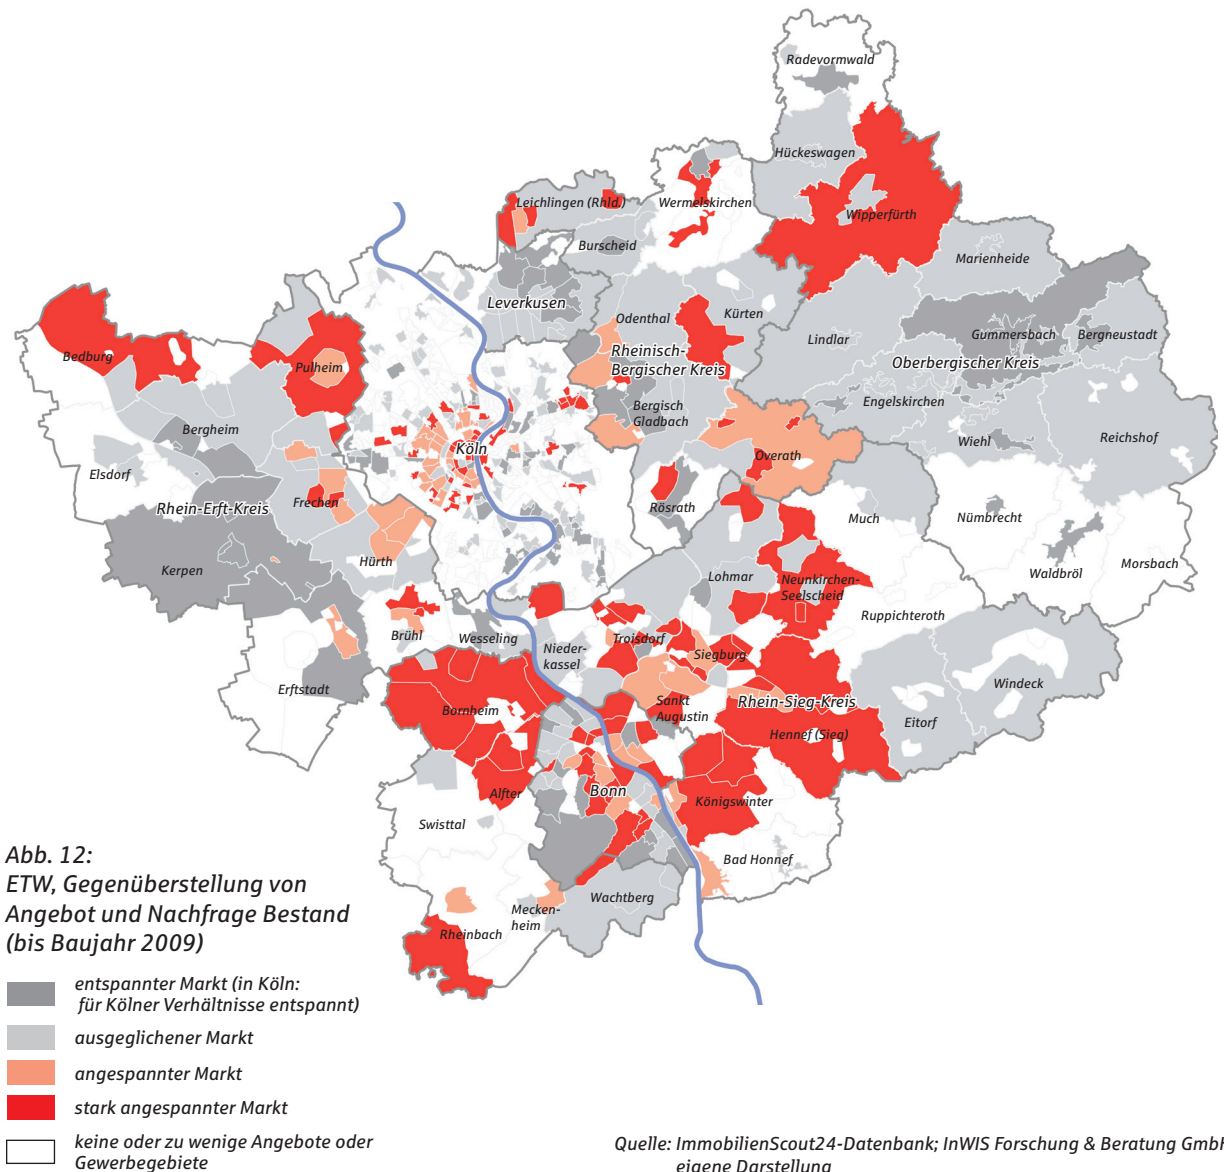 Radevormwald
Hückeswagen
Wipperfürth
Wermelskirchen
Leichlingen (Rhld.)
Burscheid
Marienheide
Leverkusen
Odenthal
Kürten
Lindlar
Gummersbach
Bergneustadt
Oberbergischer Kreis
Rheinisch-
Bergischer Kreis
Bedburg
Pulheim
Bergisch
Gladbach
Engelskirchen
Wiehl
Reichshof
Bergheim
Köln
Overath
Elsdorf
Rhein-Erft-Kreis
Frechen
Rösrath
Much
Nümbrecht
Hürth
Kerpen
Lohmar
Neunkirchen-
Seelscheid
Waldbröl
Morsbach
Ruppichteroth
Brühl
Wesseling
Nieder-
kassel
Troisdorf
Siegburg
Erftstadt
Bornheim
Sankt
Augustin
Rhein-Sieg-Kreis
Windeck
Eitorf
Hennef (Sieg)
Alfter
Bonn
Königswinter
Swisttal
Bad Honnef
Wachtberg
Mecken-
heim
Rheinbach
Abb. 12:
ETW, Gegenüberstellung von
Angebot und Nachfrage Bestand
(bis Baujahr 2009)
entspannter Markt (in Köln:
für Kölner Verhältnisse entspannt)
ausgeglichener Markt
angespannter Markt
stark angespannter Markt
keine oder zu wenige Angebote oder
Gewerbegebiete
Quelle: ImmobilienScout24-Datenbank; InWIS Forschung & Beratung GmbH
eigene Darstellung